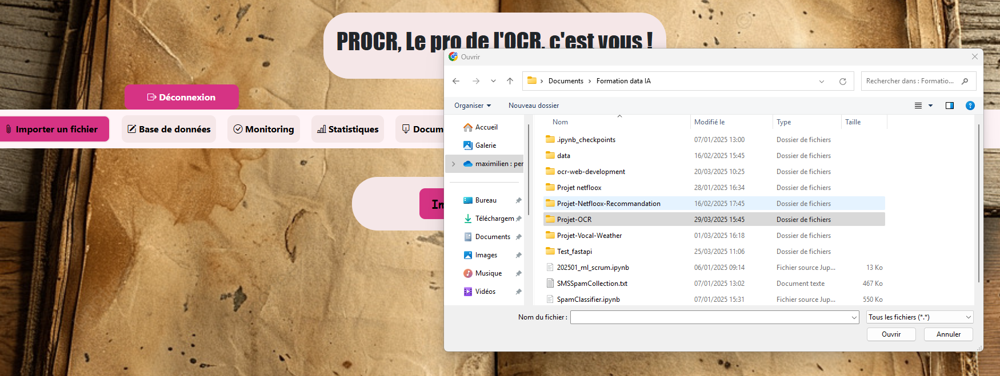 PROCR, Le pro de l'OCR, c'est vous !
Ouvrir
Documents › Formation data IA
Rechercher dans : Formatio...
Déconnexion
Organiser
Nouveau dossier
Importer un fichier
Base de données
Monitoring
Statistiques
Docum
Accueil
Galerie
maximilien : per
Bureau
Téléchargem
Documents
Images
Musique
Vidéos
Nom Modifié le Type Taille
.ipynb_checkpoints 07/01/2025 13:00 Dossier de fichiers
data 16/02/2025 15:45 Dossier de fichiers
ocr-web-development 20/03/2025 10:25 Dossier de fichiers
Projet netfloox 28/01/2025 16:34 Dossier de fichiers
Projet-Netfloox-Recommandation 16/02/2025 17:45 Dossier de fichiers
Projet-OCR 29/03/2025 15:45 Dossier de fichiers
Projet-Vocal-Weather 01/03/2025 16:18 Dossier de fichiers
Test_fastapi 25/03/2025 11:06 Dossier de fichiers
202501_ml_scrum.ipynb 06/01/2025 09:14 Fichier source Jup... 13 Ko
SMSSpamCollection.txt 07/01/2025 13:02 Document texte 467 Ko
SpamClassifier.ipynb 07/01/2025 15:31 Fichier source Jup... 550 Ko
Im
Nom du fichier :
Tous les fichiers (*.*)
Ouvrir
Annuler